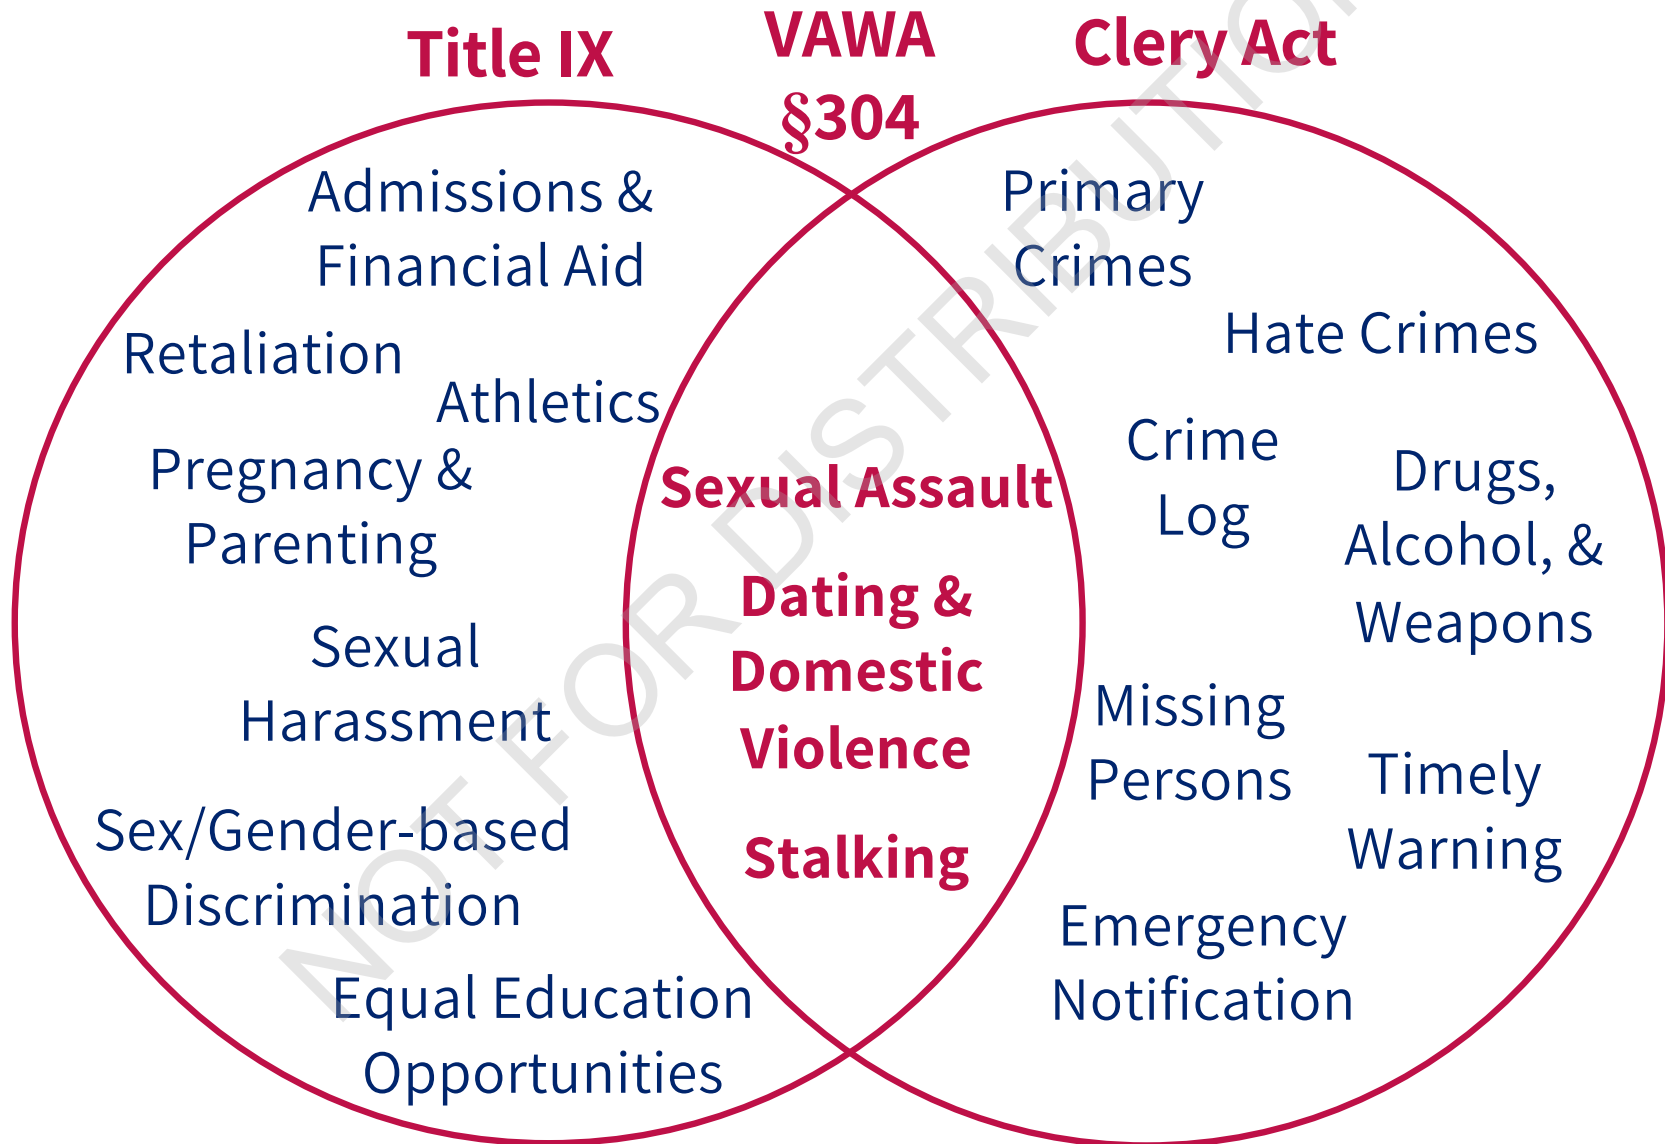 Title IX
VAWA
§304
Clery Act
Admissions &
Financial Aid
Retaliation
Athletics
Pregnancy &
Parenting
Sexual
Harassment
Sex/Gender-based
Discrimination
Equal Education
Opportunities
Sexual Assault
Dating &
Domestic
Violence
Stalking
Primary
Crimes
Hate Crimes
Crime
Log
Drugs,
Alcohol, &
Weapons
Missing
Persons
Timely
Warning
Emergency
Notification
NOT FOR DISTRIBUTION